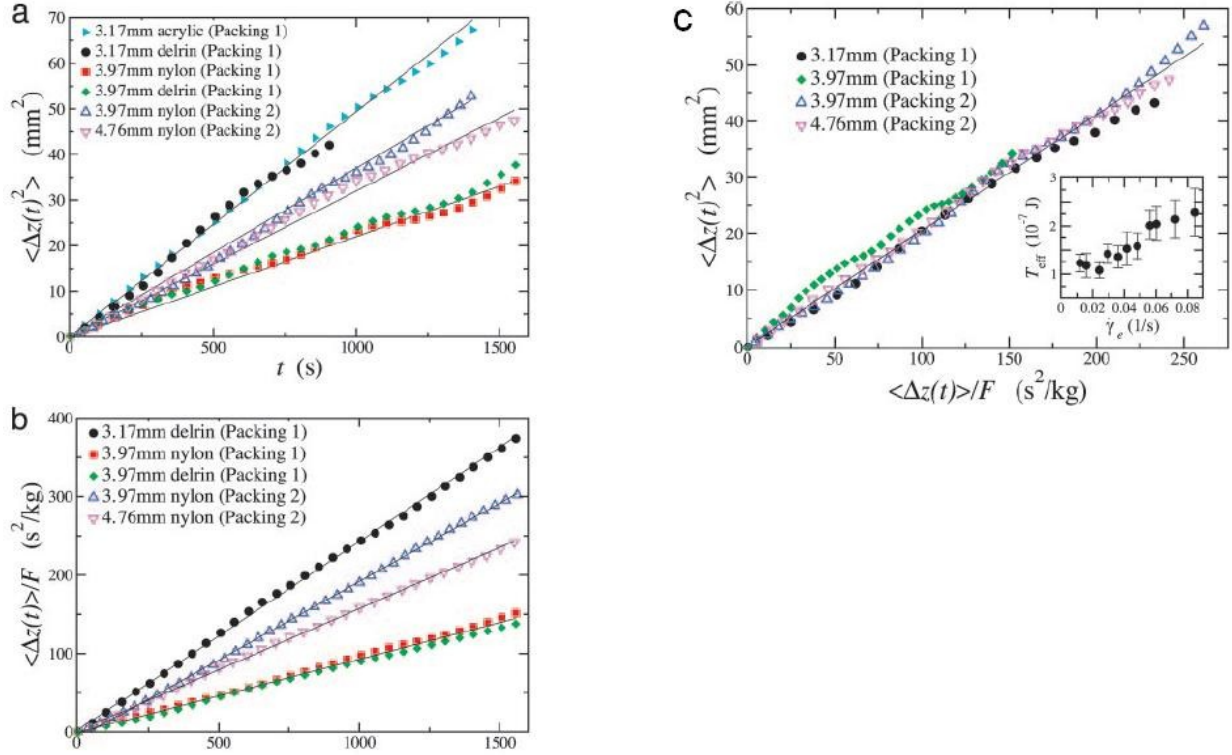 a
70
60
50
40
30
20
10
0
<Δz(t)²> (mm²)
3.17mm acrylic (Packing 1)
3.17mm delrin (Packing 1)
3.97mm nylon (Packing 1)
3.97mm delrin (Packing 1)
3.97mm nylon (Packing 2)
4.76mm nylon (Packing 2)
0 500 1000 1500
t (s)
b
400
300
200
100
0
<Δz(t)>/F (s²/kg)
3.17mm delrin (Packing 1)
3.97mm nylon (Packing 1)
3.97mm delrin (Packing 1)
3.97mm nylon (Packing 2)
4.76mm nylon (Packing 2)
0 500 1000 1500
c
60
50
40
30
20
10
0
<Δz(t)²> (mm²)
3.17mm (Packing 1)
3.97mm (Packing 1)
3.97mm (Packing 2)
4.76mm (Packing 2)
3
2
1
T_eff (10⁻⁷ J)
0 0.02 0.04 0.06 0.08
γ̇_e (1/s)
0 50 100 150 200 250
<Δz(t)>/F (s²/kg)